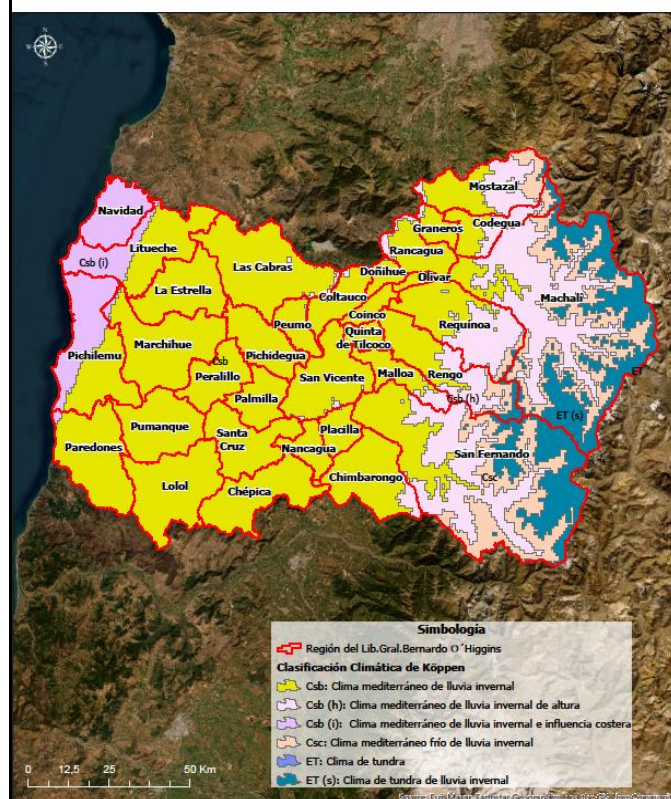 N
W E
S
Mostazal
Navidad
Codegua
Graneros
Litueche
Rancagua
Csb (i)
Las Cabras
Doñihue
Olivar
La Estrella
Machalí
Coltauco
Coinco
Peumo
Requinoa
Quinta
de Tilcoco
Marchihue
Pichilemu
Pichidegua
Csb
ET
Malloa
Rengo
Peralillo
San Vicente
Csb (h)
Palmilla
ET (s)
Pumanque
Placilla
Paredones
Santa
Cruz
San Fernando
Nancagua
Csc
Chimbarongo
Lolol
Chépica
Simbología
Región del Lib.Gral.Bernardo O´Higgins
Clasificación Climática de Köppen
Csb: Clima mediterráneo de lluvia invernal
Csb (h): Clima mediterráneo de lluvia invernal de altura
Csb (i): Clima mediterráneo de lluvia invernal e influencia costera
Csc: Clima mediterráneo frío de lluvia invernal
ET: Clima de tundra
ET (s): Clima de tundra de lluvia invernal
0 12,5 25 50 Km